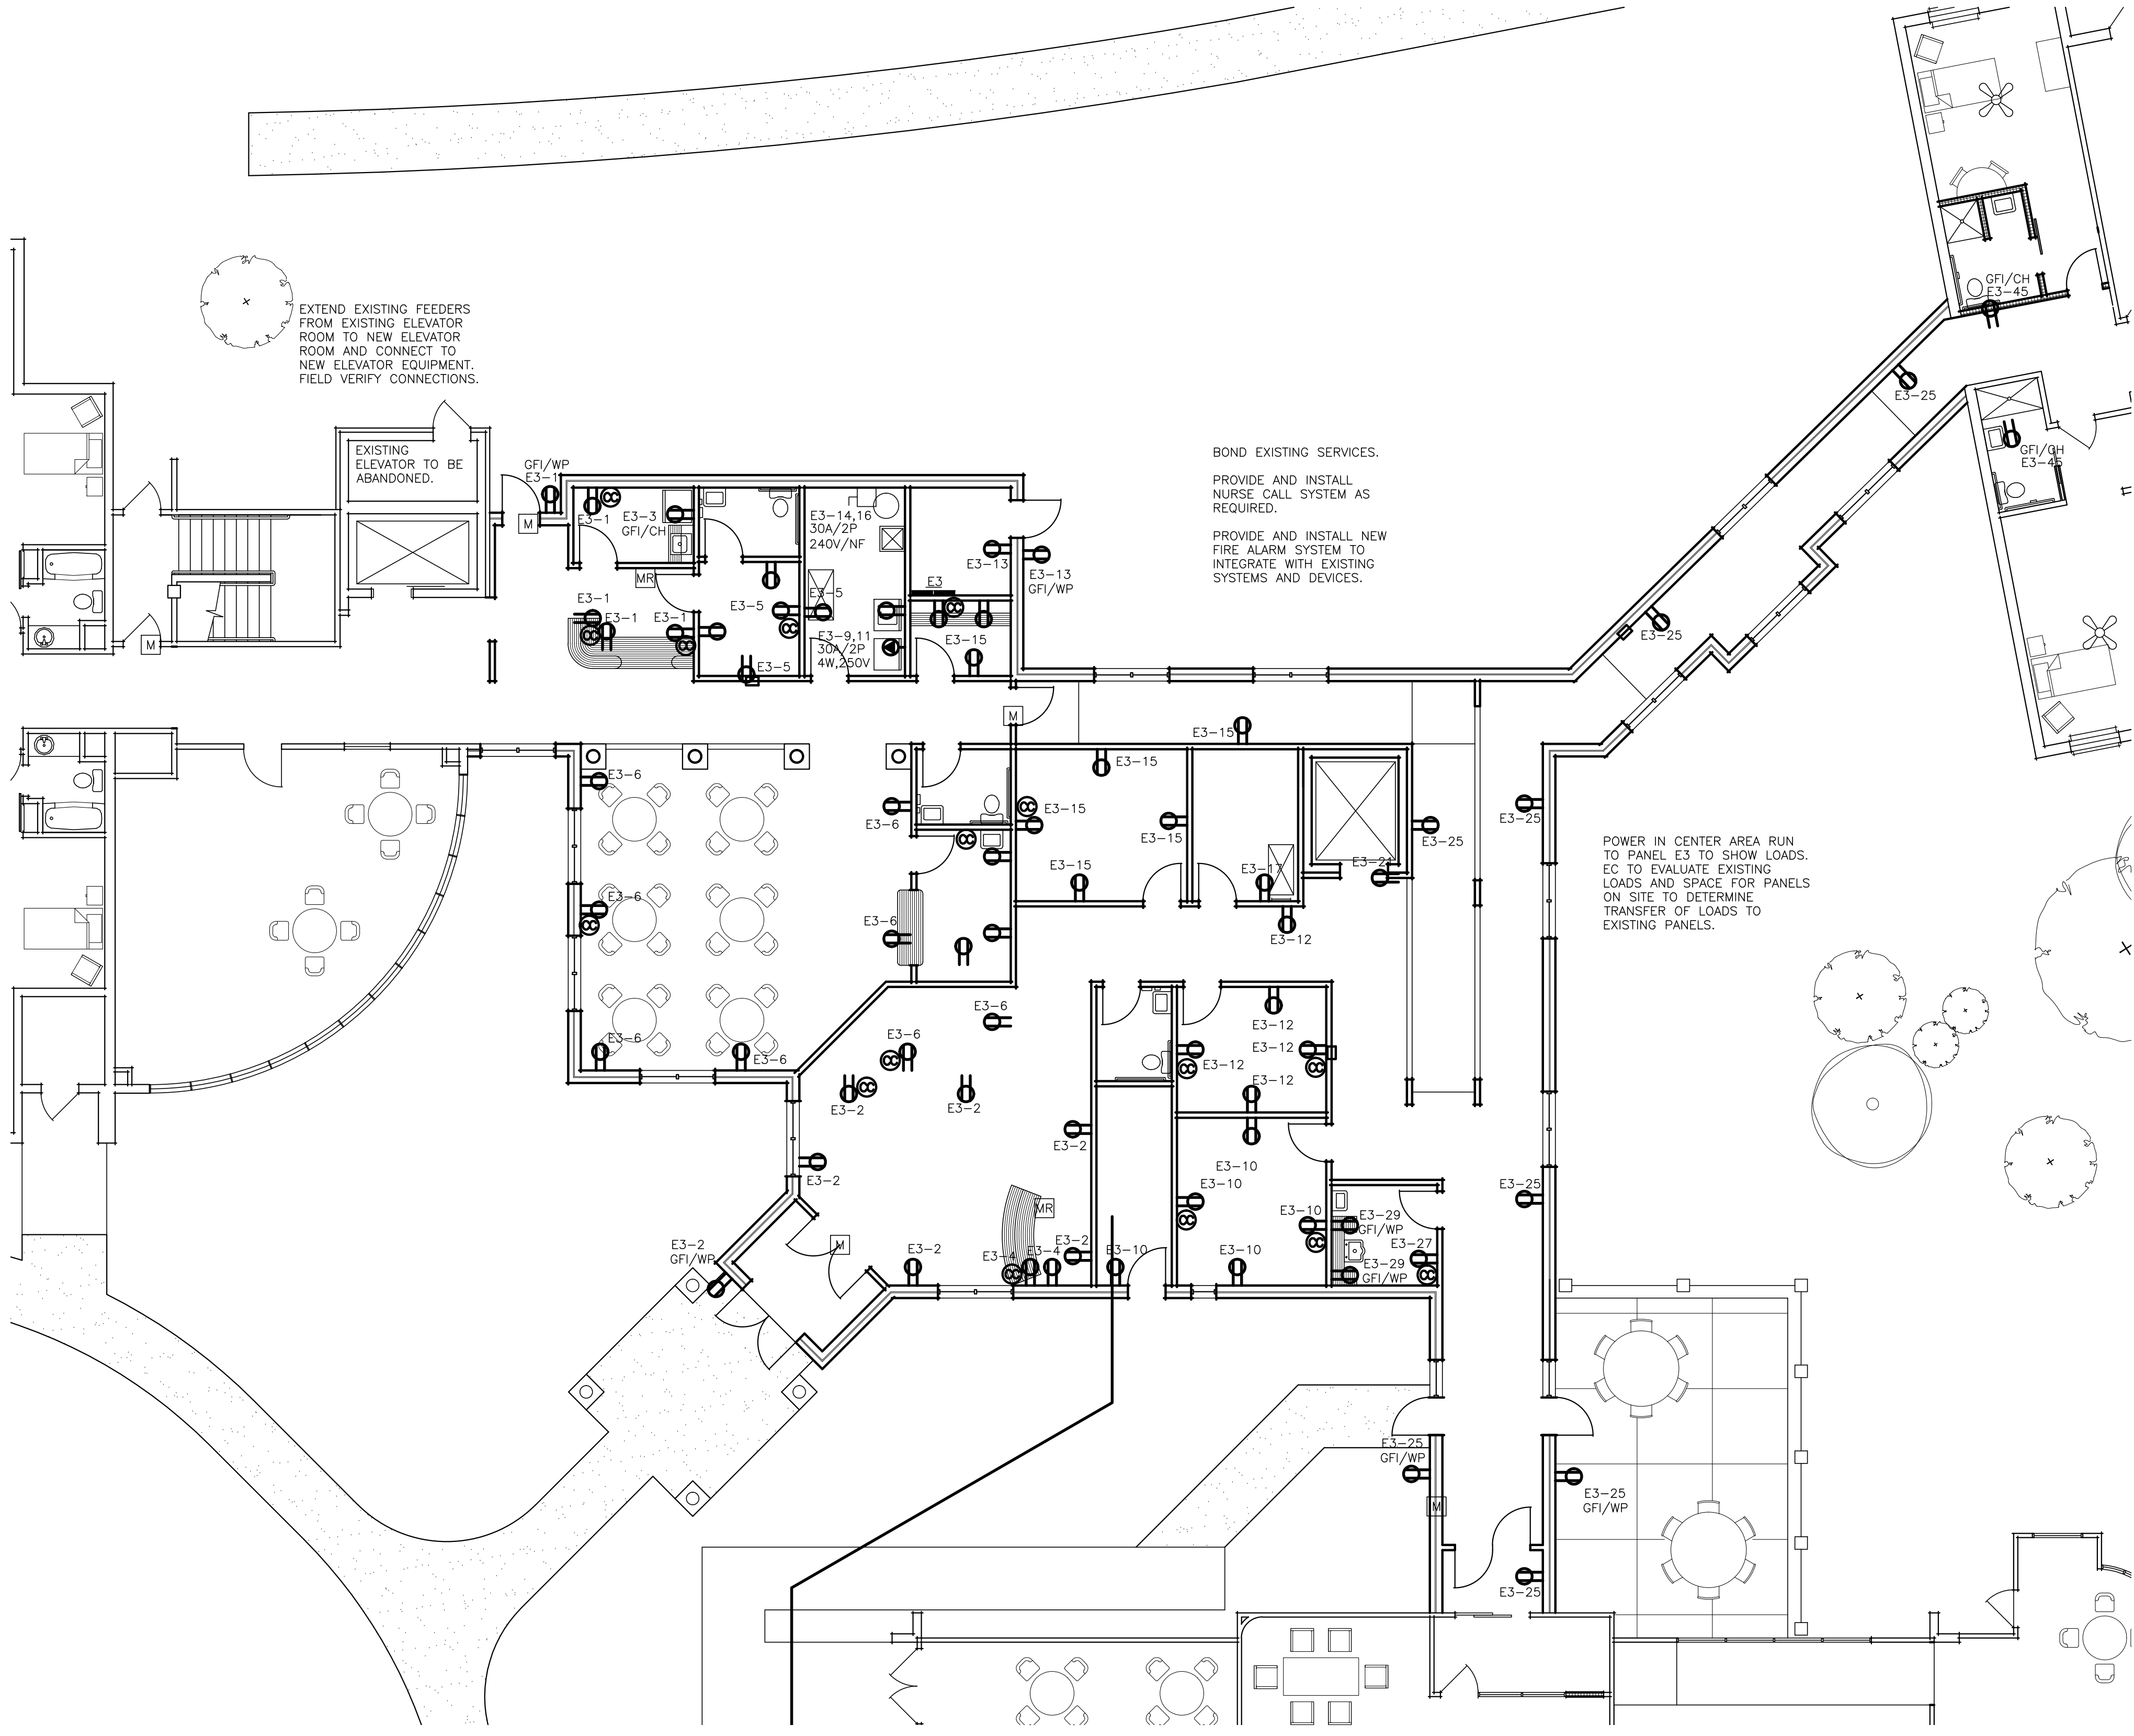 GFI/CH
E3-45
EXTEND EXISTING FEEDERS
FROM EXISTING ELEVATOR
ROOM TO NEW ELEVATOR
ROOM AND CONNECT TO
NEW ELEVATOR EQUIPMENT.
FIELD VERIFY CONNECTIONS.
E3-25
EXISTING
ELEVATOR TO BE
ABANDONED.
GFI/WP
E3-1
M
BOND EXISTING SERVICES.
PROVIDE AND INSTALL
NURSE CALL SYSTEM AS
REQUIRED.
PROVIDE AND INSTALL NEW
FIRE ALARM SYSTEM TO
INTEGRATE WITH EXISTING
SYSTEMS AND DEVICES.
GFI/CH
E3-45
E3-1
E3-3
GFI/CH
E3-14,16
30A/2P
240V/NF
E3-13
E3-13
GFI/WP
MR
E3
E3-1
E3-1
E3-1
E3-5
E3-5
E3-9,11
30A/2P
4W,250V
E3-15
E3-5
E3-25
M
M
E3-15
E3-15
E3-6
E3-6
E3-15
E3-15
E3-25
E3-25
POWER IN CENTER AREA RUN
TO PANEL E3 TO SHOW LOADS.
EC TO EVALUATE EXISTING
LOADS AND SPACE FOR PANELS
ON SITE TO DETERMINE
TRANSFER OF LOADS TO
EXISTING PANELS.
E3-15
E3-17
E3-21
E3-6
E3-6
E3-12
E3-6
E3-6
E3-12
E3-6
E3-6
E3-12
E3-12
E3-12
E3-2
E3-2
E3-2
E3-2
E3-10
E3-10
E3-25
MR
E3-10
E3-29
GFI/WP
E3-2
GFI/WP
M
E3-2
E3-4
E3-4
E3-2
E3-10
E3-10
E3-27
E3-29
GFI/WP
E3-25
GFI/WP
M
E3-25
GFI/WP
E3-25